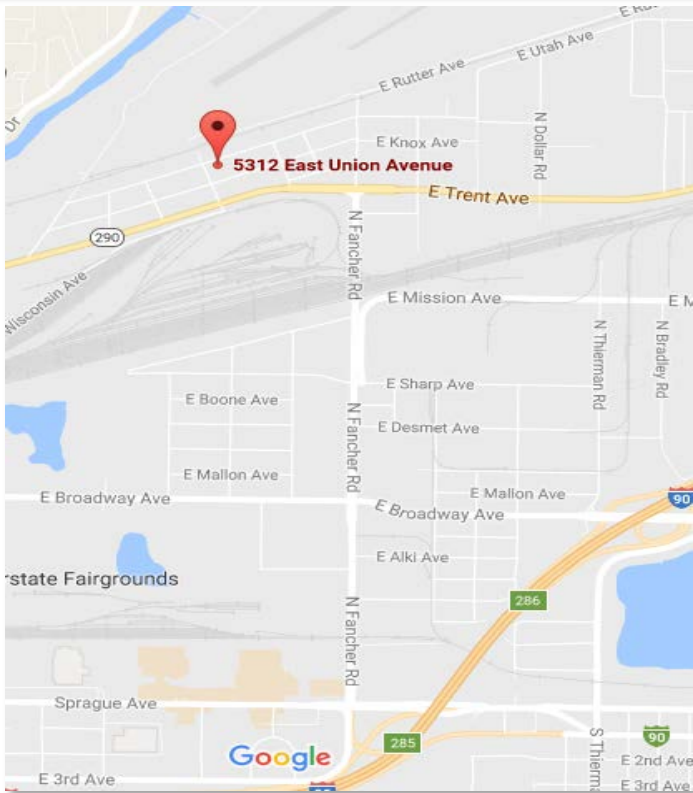 E Utah Ave
E Rutter Ave
Dr
E Knox Ave
N Dollar Rd
5312 East Union Avenue
E Trent Ave
290
N Fancher Rd
Wisconsin Ave
E Mission Ave
N Thierman Rd
N Bradley Rd
E Sharp Ave
E Boone Ave
N Fancher Rd
E Desmet Ave
E Mallon Ave
E Mallon Ave
90
E Broadway Ave
E Broadway Ave
E Alki Ave
rstate Fairgrounds
286
N Fancher Rd
Sprague Ave
285
90
S Thierma
Google
E 2nd Ave
E 3rd Ave
E 3rd Ave